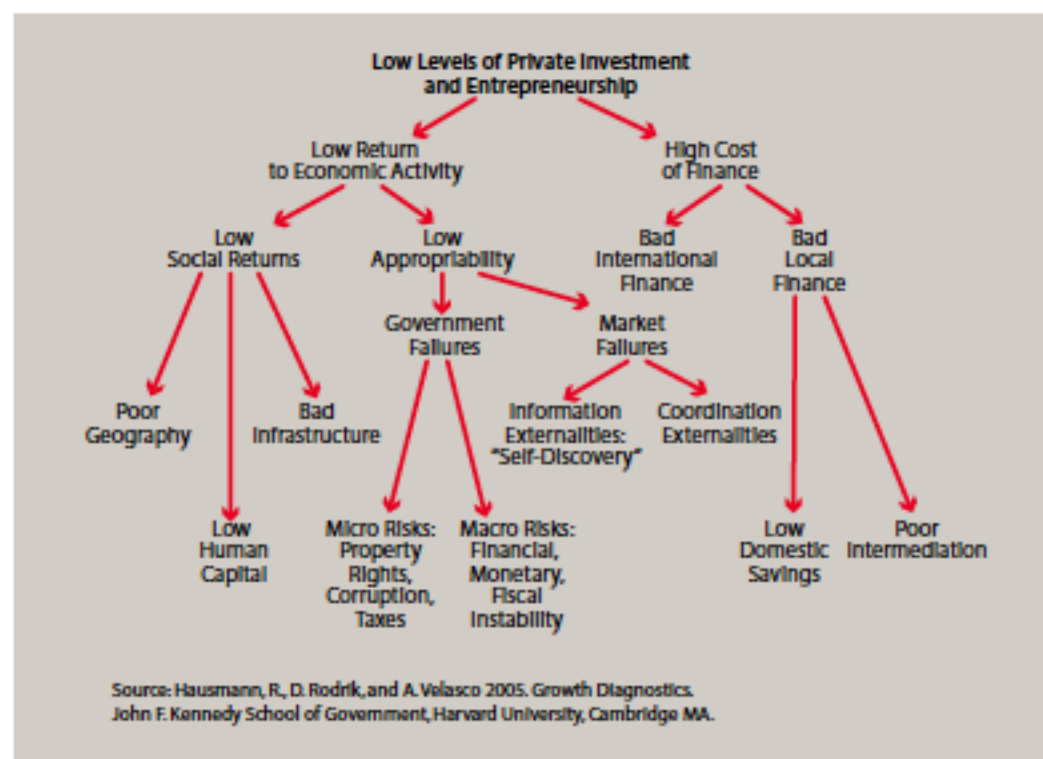 Low Levels of Private Investment
and Entrepreneurship
Low Return
to Economic Activity
High Cost
of Finance
Low
Social Returns
Low
Appropriability
Bad
International
Finance
Bad
Local
Finance
Government
Failures
Market
Failures
Poor
Geography
Bad
Infrastructure
Information
Externalities:
"Self-Discovery"
Coordination
Externalities
Low
Human
Capital
Micro Risks:
Property
Rights,
Corruption,
Taxes
Macro Risks:
Financial,
Monetary,
Fiscal
Instability
Low
Domestic
Savings
Poor
Intermediation
Source: Hausmann, R., D. Rodrik, and A. Velasco 2005. Growth Diagnostics.
John F. Kennedy School of Government, Harvard University, Cambridge MA.